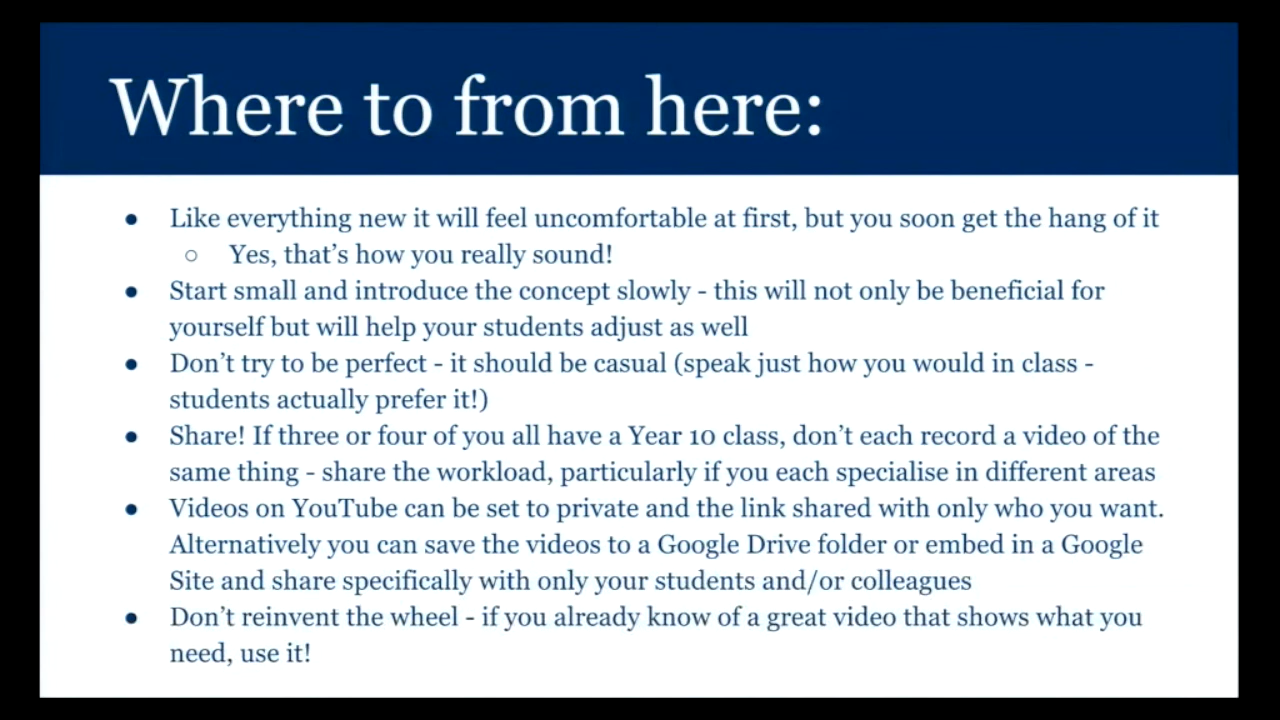 Where to from here:
● Like everything new it will feel uncomfortable at first, but you soon get the hang of it
○ Yes, that's how you really sound!
● Start small and introduce the concept slowly - this will not only be beneficial for
yourself but will help your students adjust as well
● Don't try to be perfect - it should be casual (speak just how you would in class -
students actually prefer it!)
● Share! If three or four of you all have a Year 10 class, don't each record a video of the
same thing - share the workload, particularly if you each specialise in different areas
● Videos on YouTube can be set to private and the link shared with only who you want.
Alternatively you can save the videos to a Google Drive folder or embed in a Google
Site and share specifically with only your students and/or colleagues
● Don't reinvent the wheel - if you already know of a great video that shows what you
need, use it!